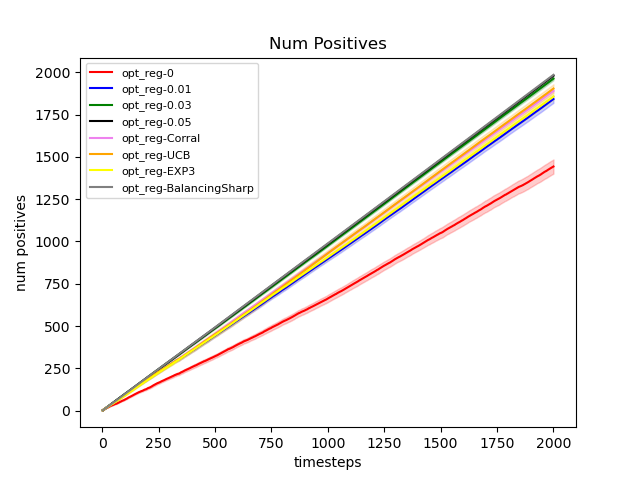 Num Positives
opt_reg-0
opt_reg-0.01
opt_reg-0.03
opt_reg-0.05
opt_reg-Corral
opt_reg-UCB
opt_reg-EXP3
opt_reg-BalancingSharp
num positives
2000
1750
1500
1250
1000
750
500
250
0
0 250 500 750 1000 1250 1500 1750 2000
timesteps